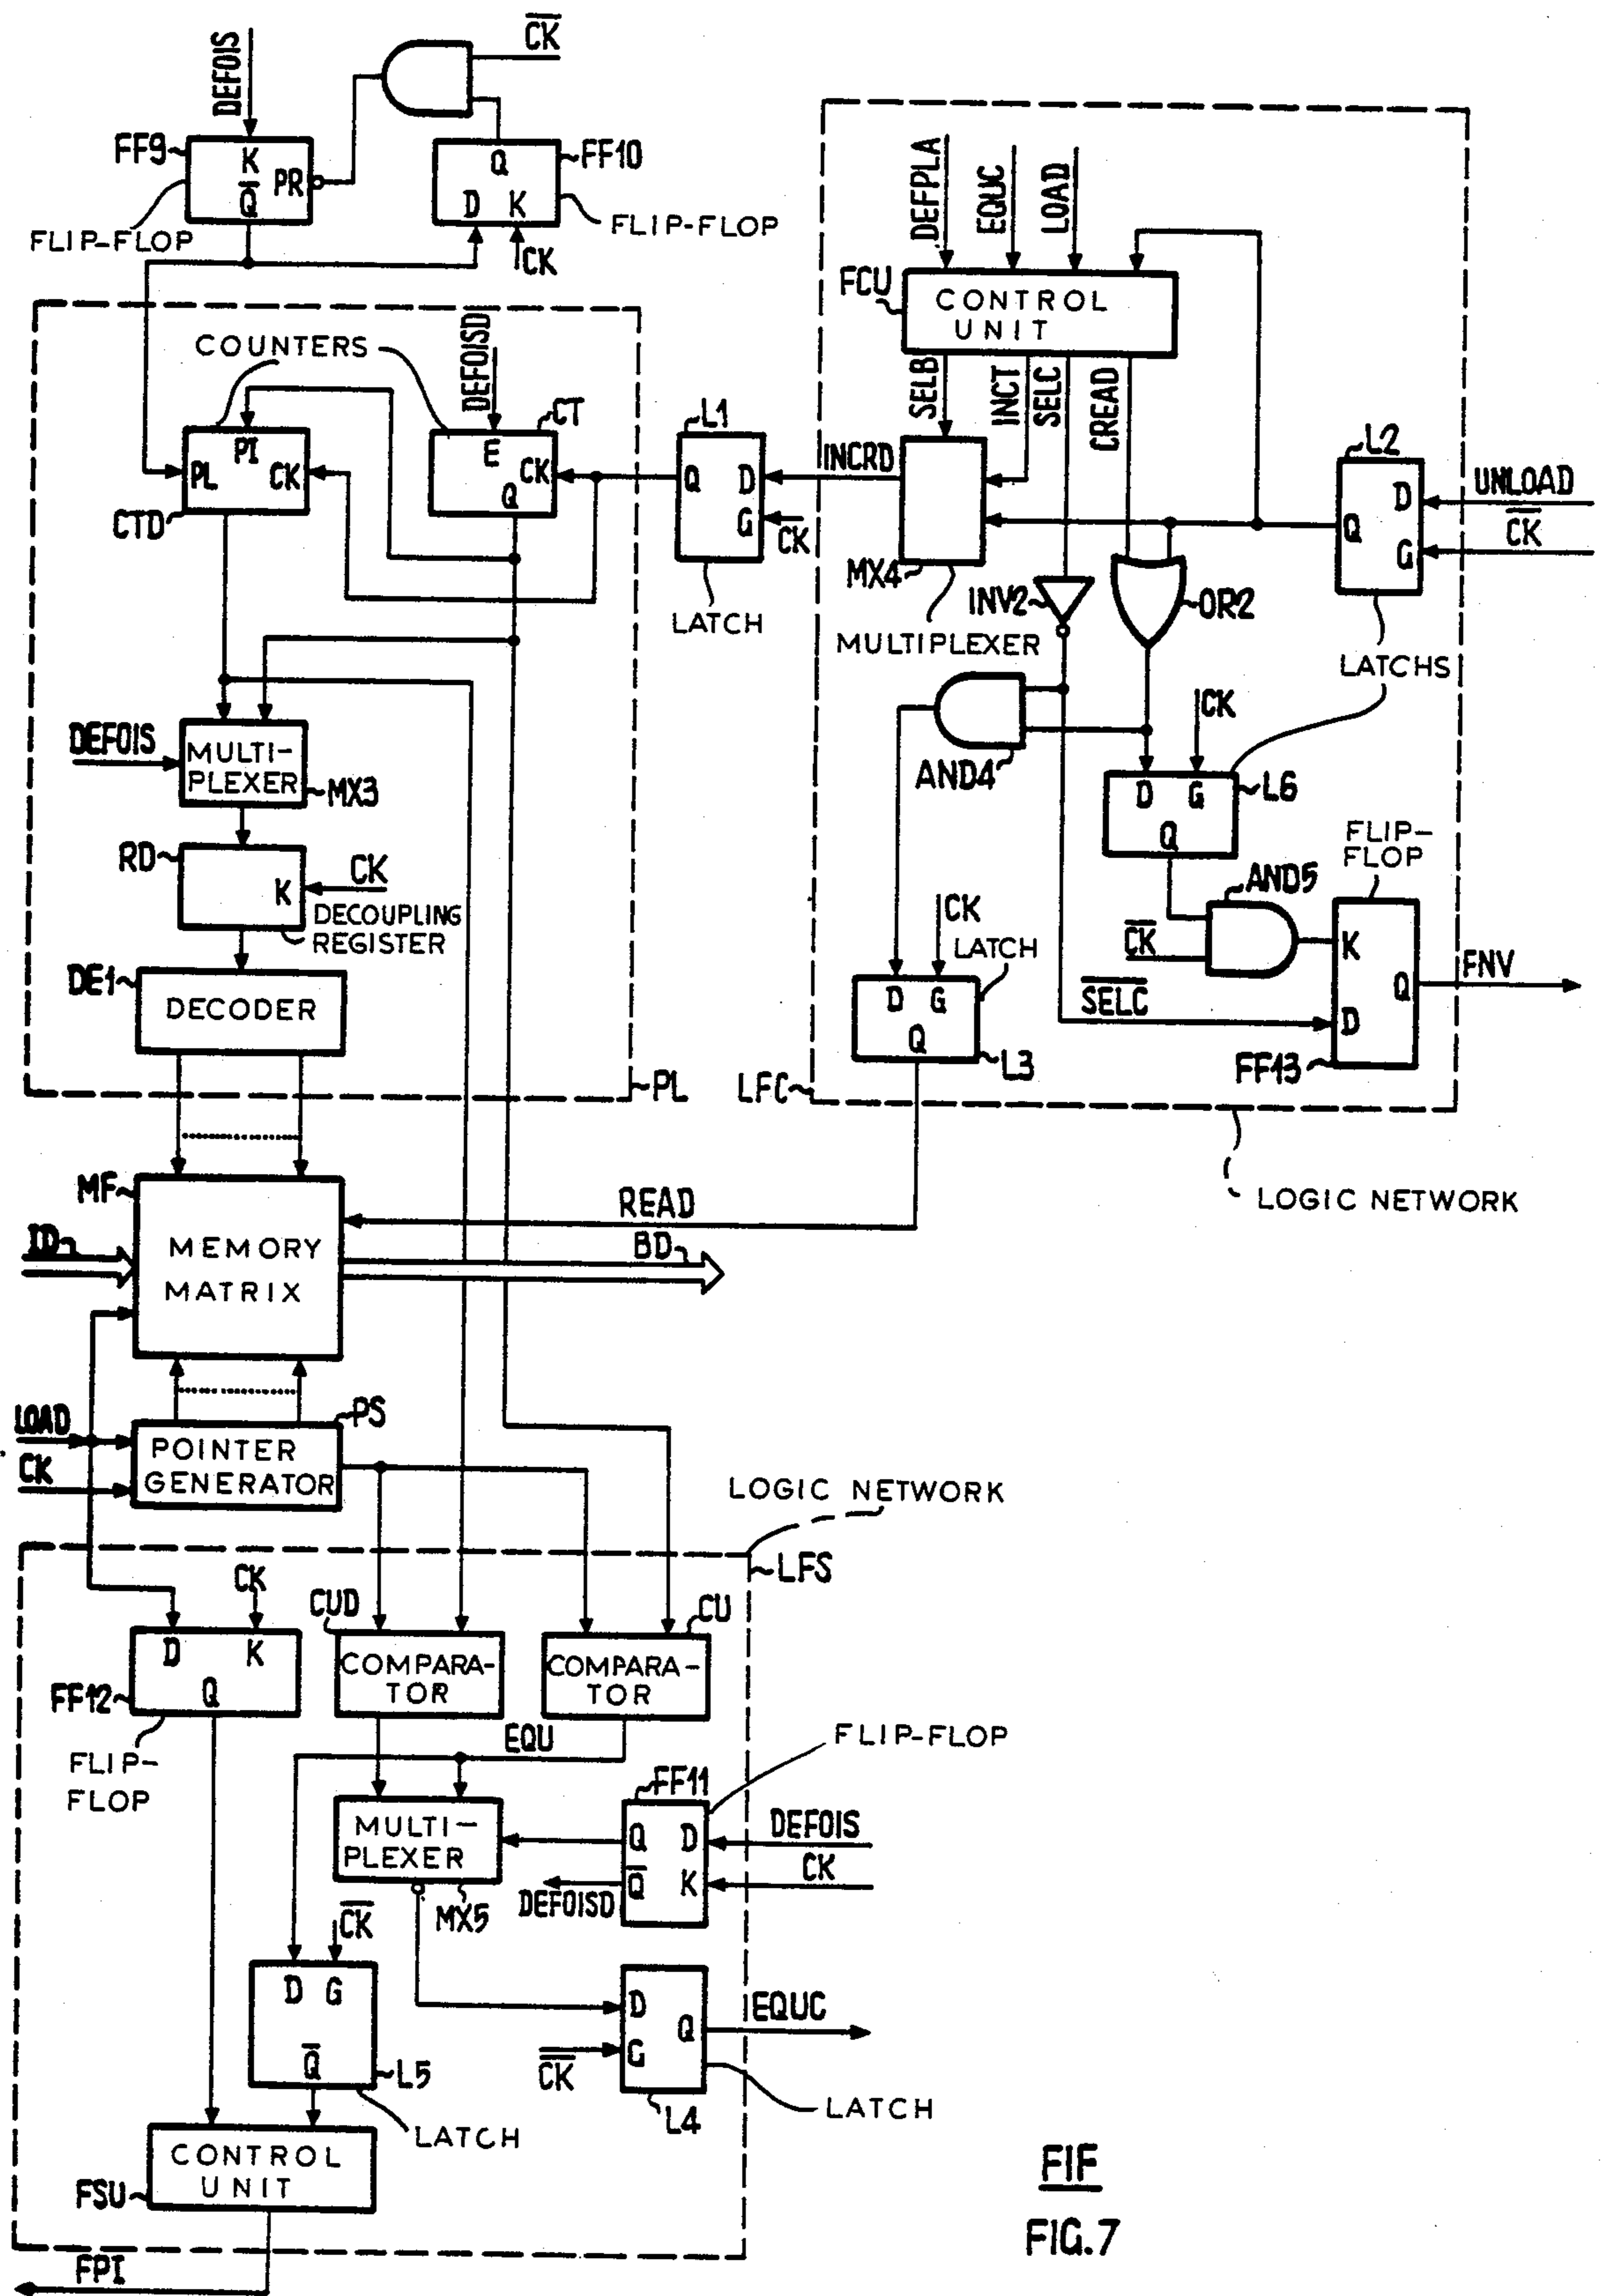 DEFOIS
CK
FF9
K
PR
Q
FLIP-FLOP
Q
D K
FF10
FLIP-FLOP
CK
DEFPLA
EQUC
LOAD
FCU
CONTROL
UNIT
SELB
INCT
SELC
CREAD
COUNTERS
DEFOISD
CT
E
CK
Q
PI
PL
CK
CTD
L1
Q
D
G
CK
LATCH
INCRD
MX4
MULTIPLEXER
INV2
OR2
L2
D
Q
G
UNLOAD
CK
LATCHS
DEFOIS
MULTI-
PLEXER
MX3
AND4
CK
D G
Q
L6
RD
K
CK
DECOUPLING
REGISTER
FLIP-
FLOP
AND5
CK
K
Q
D
FNV
SELC
FF13
DE1
DECODER
CK
LATCH
D G
Q
L3
PL
LFC
LOGIC NETWORK
MF
MEMORY
MATRIX
READ
ID
BD
LOAD
CK
PS
POINTER
GENERATOR
LOGIC NETWORK
LFS
CK
D K
Q
FF12
FLIP-
FLOP
CUD
COMPARA-
TOR
CU
COMPARA-
TOR
EQU
FLIP-FLOP
MULTI-
PLEXER
MX5
FF11
Q D
Q K
DEFOIS
CK
DEFOISD
CK
D G
Q
L5
LATCH
D
Q
G
CK
L4
EQUC
LATCH
CONTROL
UNIT
FSU
FPI
FIF
FIG.7